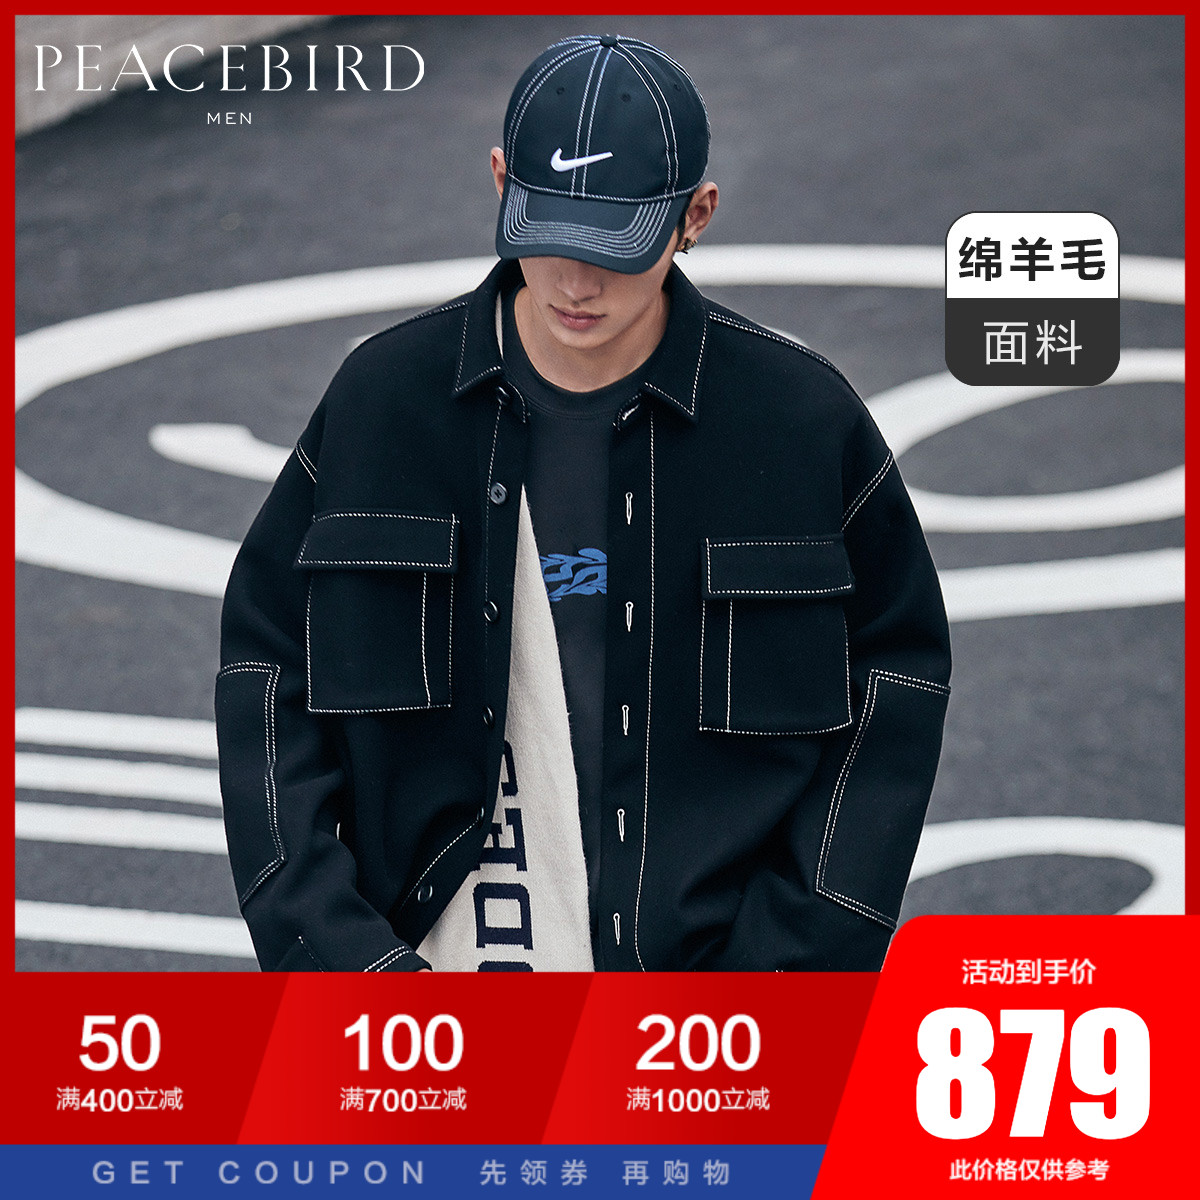 PEACEBIRD
MEN
绵羊毛
面料
活动到手价
879
此价格仅供参考
50
满400立减
100
满700立减
200
满1000立减
GET COUPON 先领券 再购物